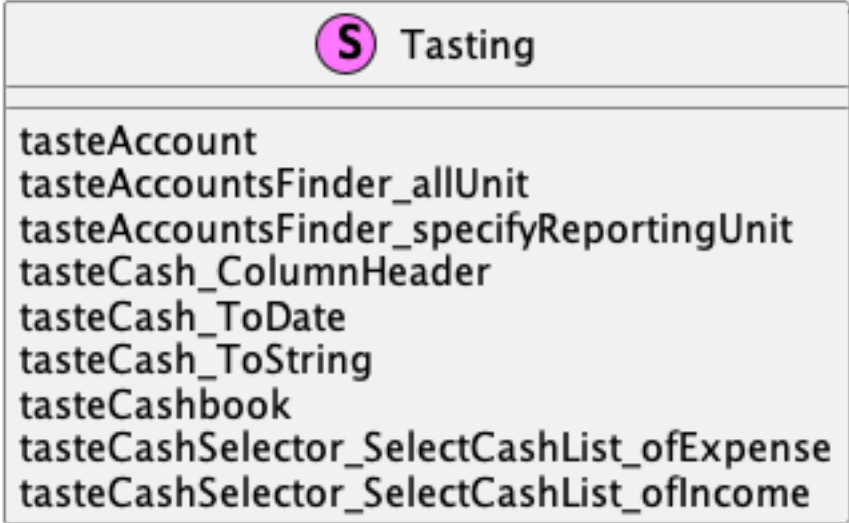 S Tasting
tasteAccount
tasteAccountsFinder_allUnit
tasteAccountsFinder_specifyReportingUnit
tasteCash_ColumnHeader
tasteCash_ToDate
tasteCash_ToString
tasteCashbook
tasteCashSelector_SelectCashList_ofExpense
tasteCashSelector_SelectCashList_ofIncome